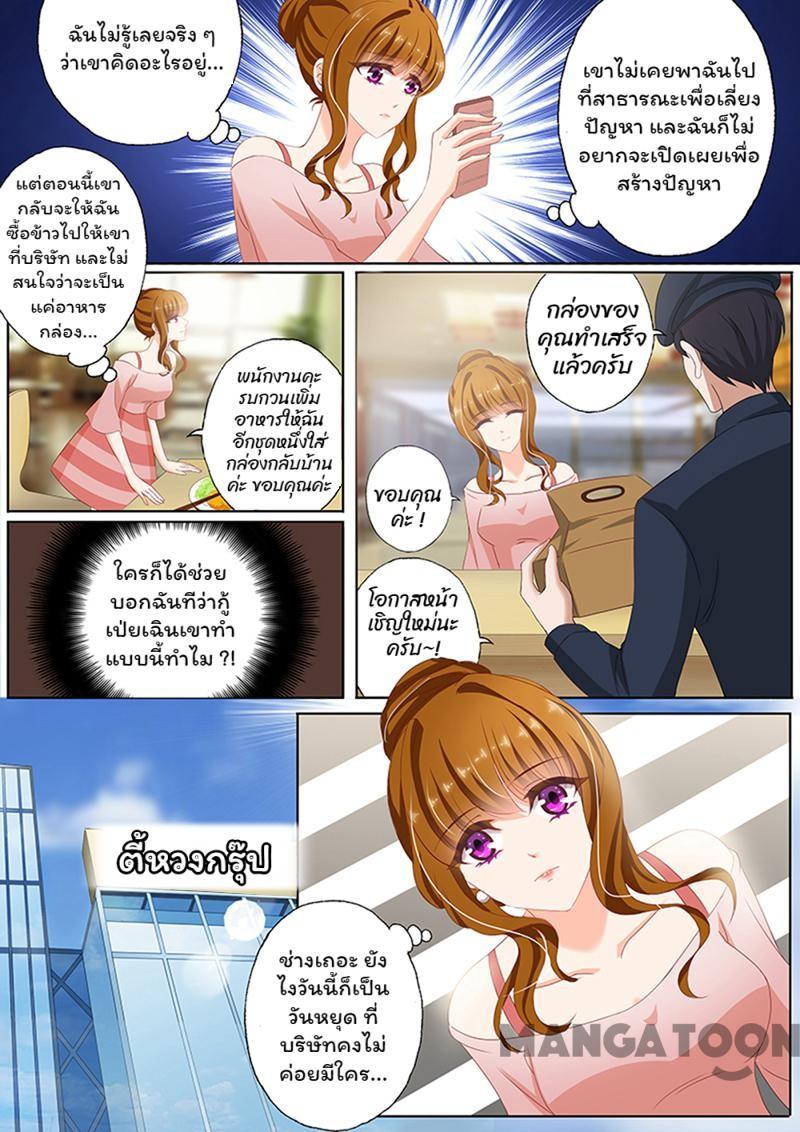 ฉันไม่รู้เลยจริง ๆ
ว่าเขาคิดอะไรอยู่...
เขาไม่เคยพาฉันไป
ที่สาธารณะเพื่อเลี่ยง
ปัญหา และฉันก็ไม่
อยากจะเปิดเผยเพื่อ
สร้างปัญหา
แต่ตอนนี้เขา
กลับจะให้ฉัน
ซื้อข้าวไปให้เขา
ที่บริษัท และไม่
สนใจว่าจะเป็น
แค่อาหาร
กล่อง...
พนักงานคะ
รบกวนเพิ่ม
อาหารให้ฉัน
อีกชุดหนึ่งใส่
กล่องกลับบ้าน
ค่ะ ขอบคุณค่ะ
กล่องของ
คุณทำเสร็จ
แล้วครับ
ขอบคุณ
ค่ะ !
โอกาสหน้า
เชิญใหม่นะ
ครับ~!
ใครก็ได้ช่วย
บอกฉันทีว่ากู้
เป่ยเฉินเขาทำ
แบบนี้ทำไม ?!
ตี้หวงกรุ๊ป
ช่างเถอะ ยัง
ไงวันนี้ก็เป็น
วันหยุด ที่
บริษัทคงไม่
ค่อยมีใคร...
MANGATOON